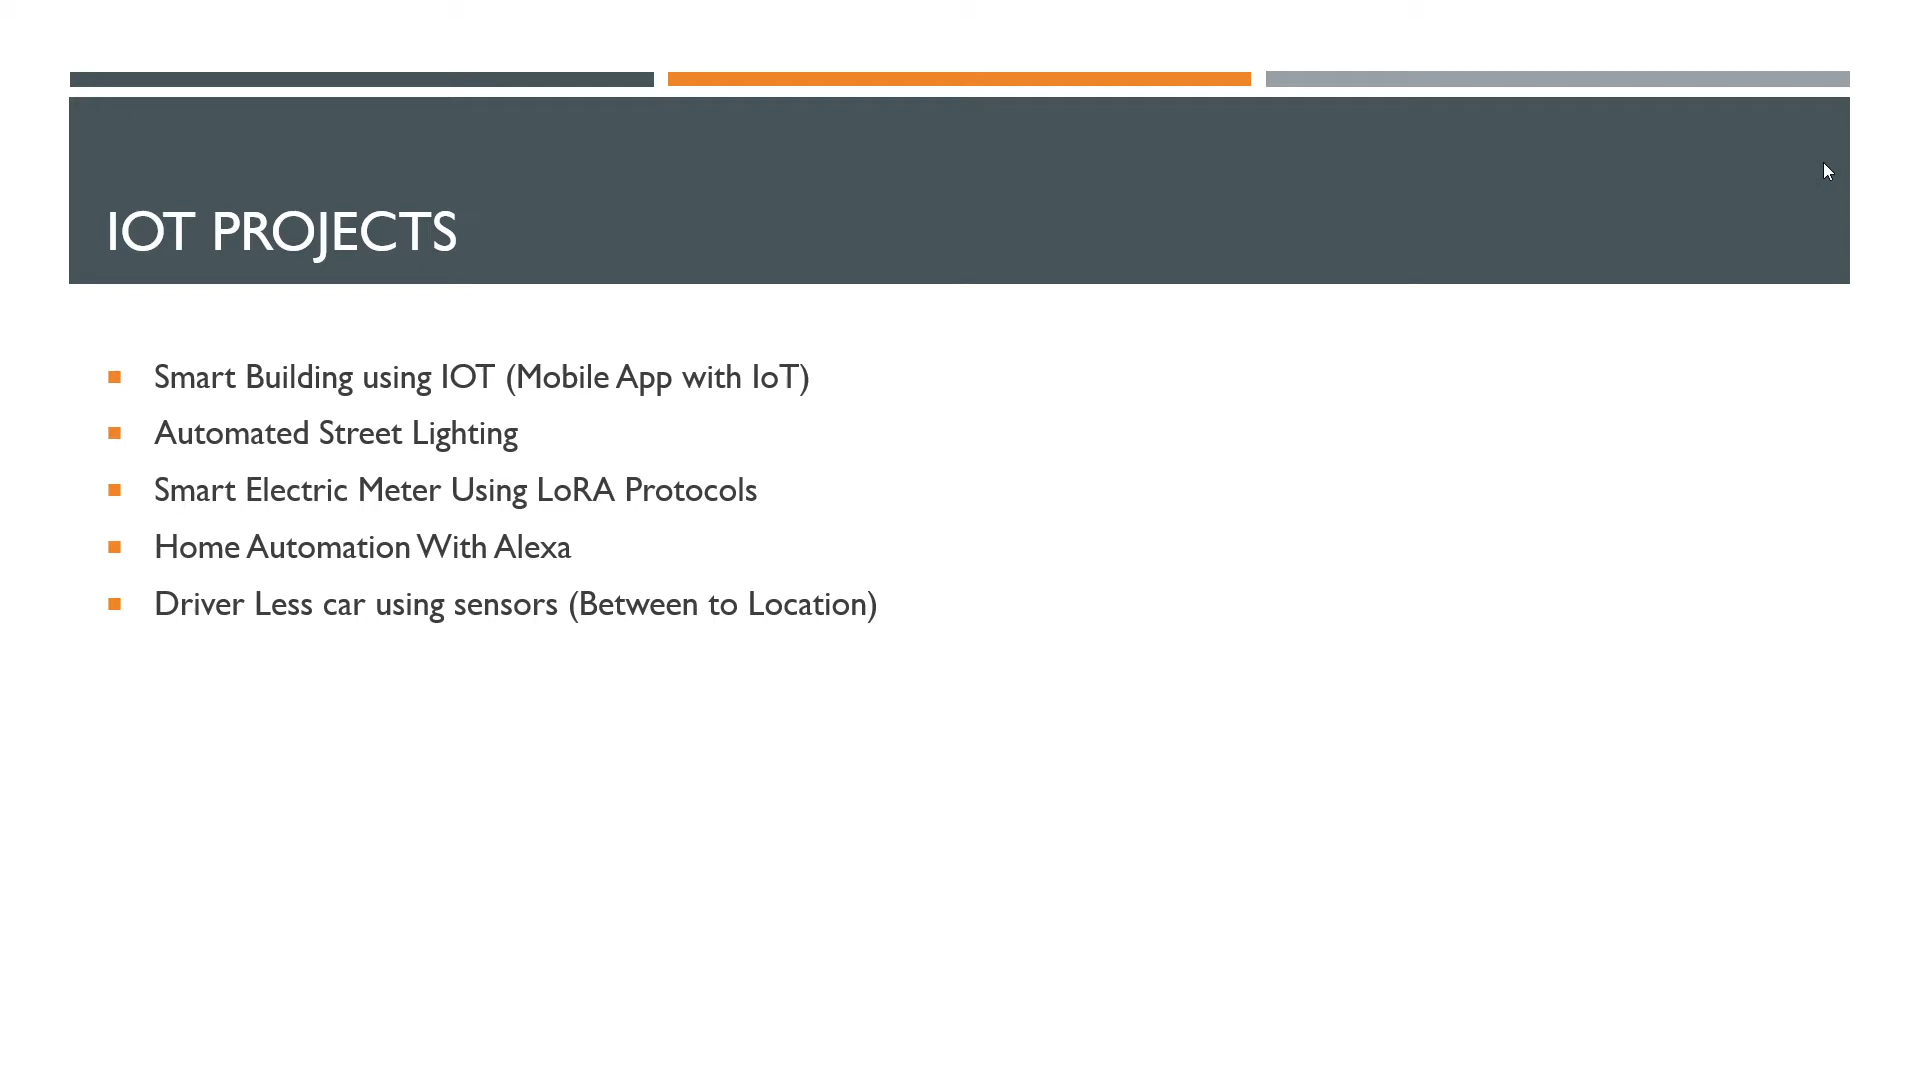 IOT PROJECTS
Smart Building using IOT (Mobile App with IoT)
Automated Street Lighting
Smart Electric Meter Using LoRA Protocols
Home Automation With Alexa
Driver Less car using sensors (Between to Location)